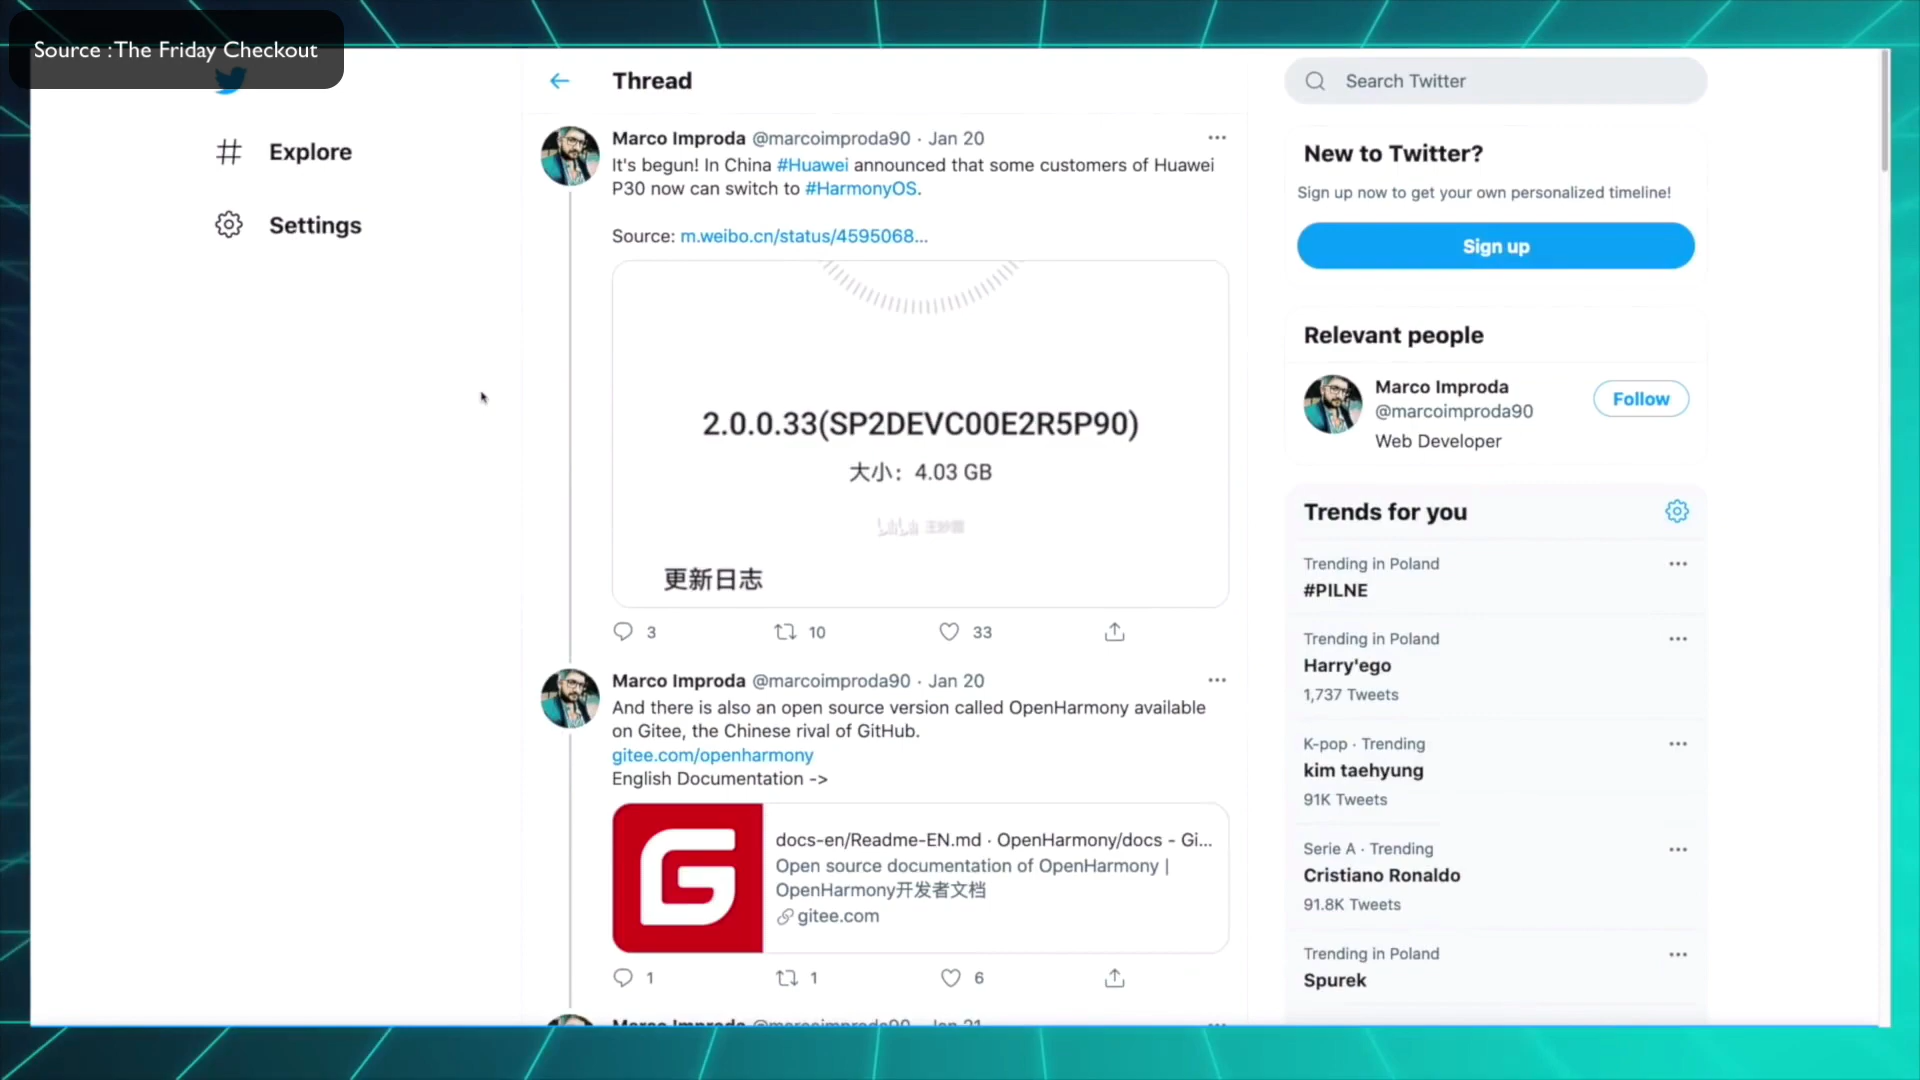 Source :The Friday Checkout
Explore
Settings
Thread
Marco Improda @marcoimproda90 · Jan 20
It's begun! In China #Huawei announced that some customers of Huawei
P30 now can switch to #HarmonyOS.
Source: m.weibo.cn/status/4595068...
2.0.0.33(SP2DEVC00E2R5P90)
大小：4.03 GB
更新日志
3 10 33
Marco Improda @marcoimproda90 · Jan 20
And there is also an open source version called OpenHarmony available
on Gitee, the Chinese rival of GitHub.
gitee.com/openharmony
English Documentation ->
docs-en/Readme-EN.md · OpenHarmony/docs - Gi...
Open source documentation of OpenHarmony |
OpenHarmony开发者文档
gitee.com
1 1 6
Marco Improda @marcoimproda90 · Jan 21
Search Twitter
New to Twitter?
Sign up now to get your own personalized timeline!
Sign up
Relevant people
Marco Improda
@marcoimproda90
Follow
Web Developer
Trends for you
Trending in Poland
#PILNE
Trending in Poland
Harry'ego
1,737 Tweets
K-pop · Trending
kim taehyung
91K Tweets
Serie A · Trending
Cristiano Ronaldo
91.8K Tweets
Trending in Poland
Spurek